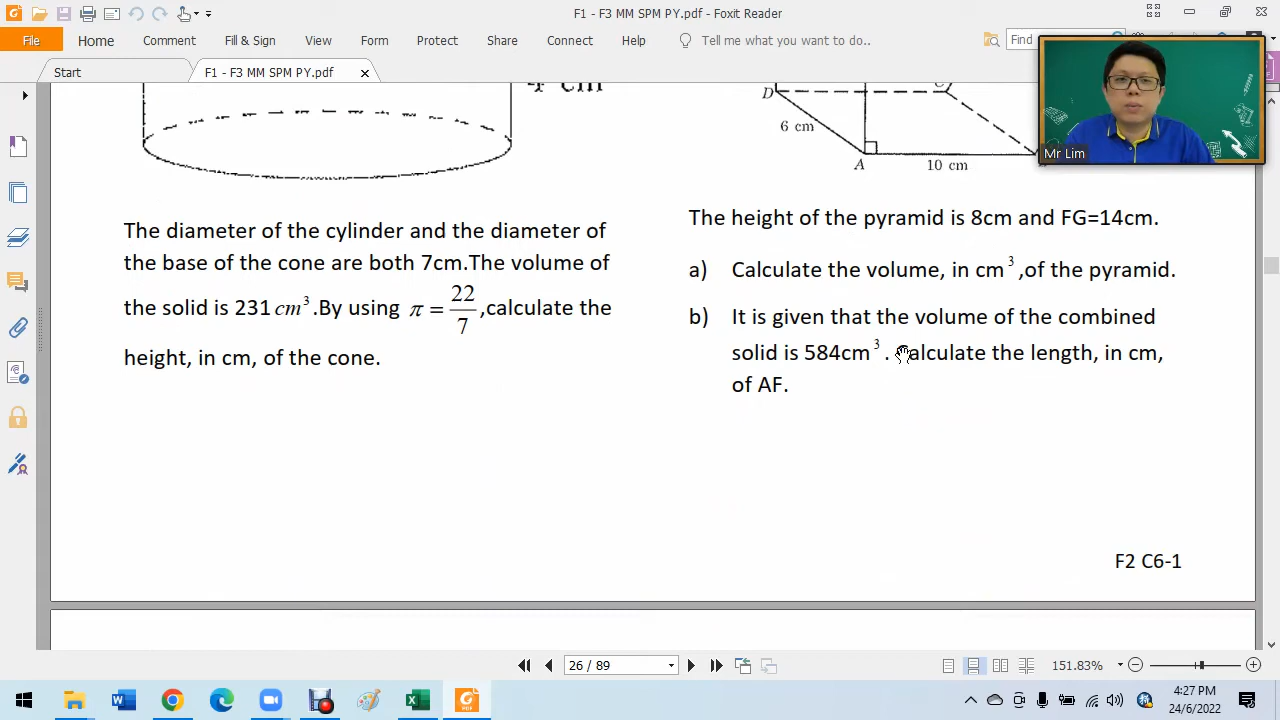 F1 - F3 MM SPM PY.pdf - Foxit Reader
File Home Comment Fill & Sign View Form Protect Share Connect Help Tell me what you want to do.. Find
Start F1 - F3 MM SPM PY.pdf
4 cm
The diameter of the cylinder and the diameter of
the base of the cone are both 7cm.The volume of
the solid is 231 cm³.By using π = 22/7 ,calculate the
height, in cm, of the cone.
D
6 cm
A
10 cm
Mr Lim
The height of the pyramid is 8cm and FG=14cm.
a) Calculate the volume, in cm³ ,of the pyramid.
b) It is given that the volume of the combined
solid is 584cm³ . Calculate the length, in cm,
of AF.
F2 C6-1
26 / 89
151.83%
4:27 PM
24/6/2022